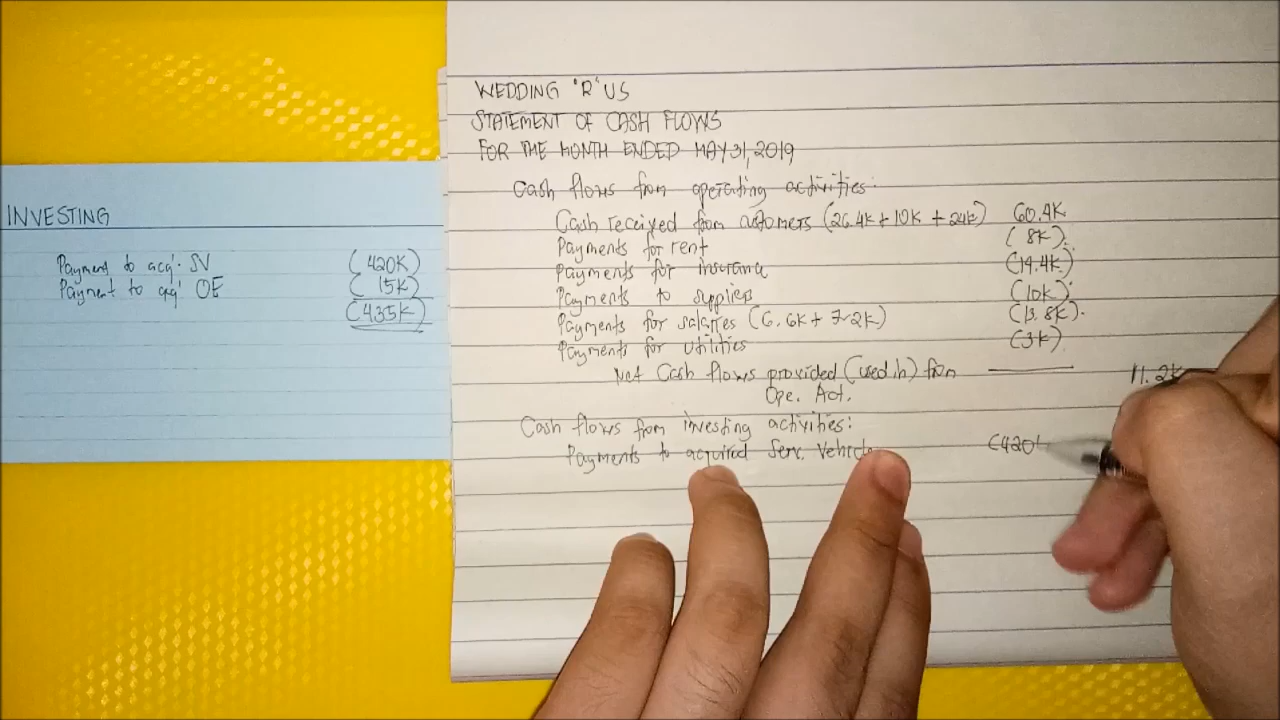 INVESTING
Payment to acq. SV (420K)
Payment to acq. OE (15K)
(435K)
WEDDING "R" US
STATEMENT OF CASH FLOWS
FOR THE MONTH ENDED MAY 31, 2019
Cash flows from operating activities:
Cash received from customers (26.4K + 10K + 24K) 60.4K
Payments for rent (8K)
Payments for insurance (14.4K)
Payments to suppliers (10K)
Payments for salaries (6.6K + 7.2K) (13.8K)
Payments for utilities (3K)
Net Cash flows provided (used in) from 11.2K
Ope. Act.
Cash flows from investing activities:
Payments to acquired Serv. Vehicle (420